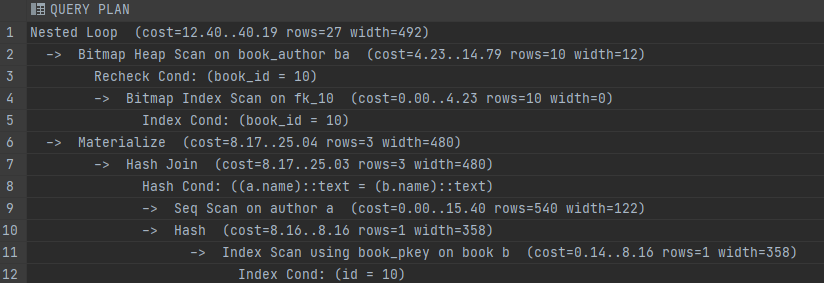 QUERY PLAN
1 Nested Loop  (cost=12.40..40.19 rows=27 width=492)
2   ->  Bitmap Heap Scan on book_author ba  (cost=4.23..14.79 rows=10 width=12)
3         Recheck Cond: (book_id = 10)
4         ->  Bitmap Index Scan on fk_10  (cost=0.00..4.23 rows=10 width=0)
5               Index Cond: (book_id = 10)
6   ->  Materialize  (cost=8.17..25.04 rows=3 width=480)
7         ->  Hash Join  (cost=8.17..25.03 rows=3 width=480)
8               Hash Cond: ((a.name)::text = (b.name)::text)
9               ->  Seq Scan on author a  (cost=0.00..15.40 rows=540 width=122)
10               ->  Hash  (cost=8.16..8.16 rows=1 width=358)
11                     ->  Index Scan using book_pkey on book b  (cost=0.14..8.16 rows=1 width=358)
12                           Index Cond: (id = 10)